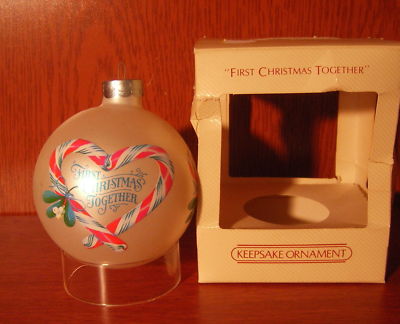 "FIRST CHRISTMAS TOGETHER"
FIRST
CHRISTMAS
TOGETHER
KEEPSAKE ORNAMENT